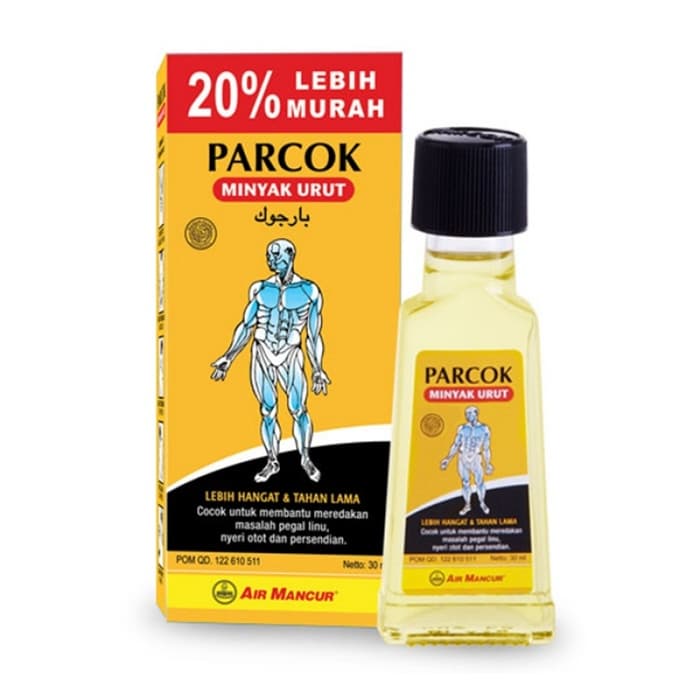 20% LEBIH MURAH
PARCOK
MINYAK URUT
بارجوك
LEBIH HANGAT & TAHAN LAMA
Cocok untuk membantu meredakan
masalah pegal linu,
nyeri otot dan persendian.
POM QD. 122 610 511 Netto: 30 m
AIR MANCUR®
PARCOK
MINYAK URUT
LEBIH HANGAT & TAHAN LAMA
Cocok untuk membantu meredakan
masalah pegal linu,
nyeri otot dan persendian.
POM QD. 122 610 511 Netto: 30 ml
AIR MANCUR®